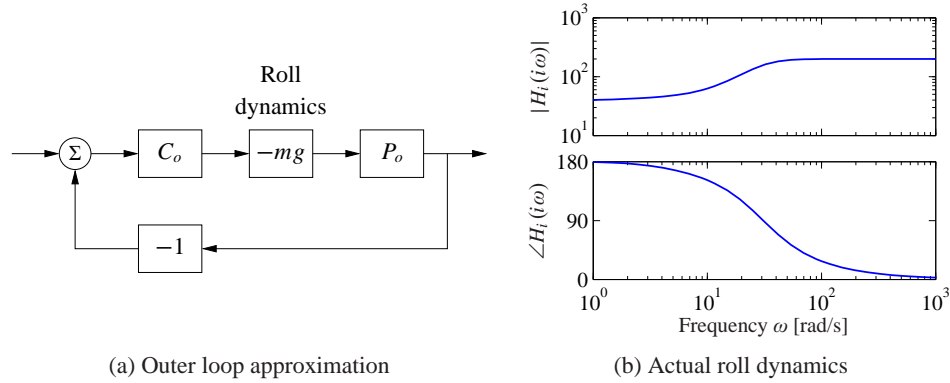 Roll
dynamics
Σ
C_o
−mg
P_o
−1
(a) Outer loop approximation
10^3
10^2
10^1
|H_i(iω)|
180
90
0
∠H_i(iω)
10^0 10^1 10^2 10^3
Frequency ω [rad/s]
(b) Actual roll dynamics